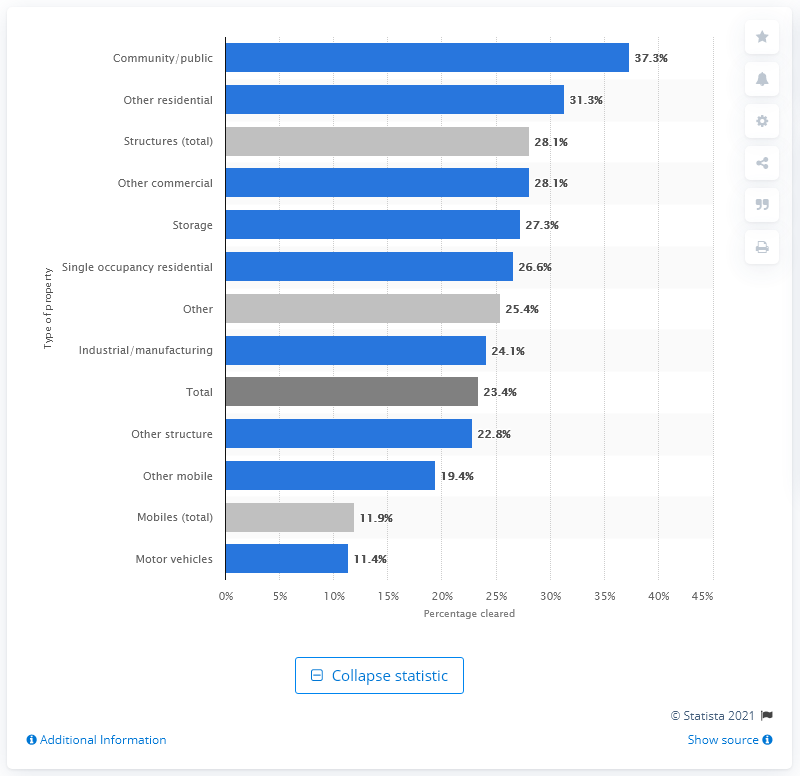 Community/public 37.3%
Other residential 31.3%
Structures (total) 28.1%
Other commercial 28.1%
Storage 27.3%
Single occupancy residential 26.6%
Other 25.4%
Industrial/manufacturing 24.1%
Total 23.4%
Other structure 22.8%
Other mobile 19.4%
Mobiles (total) 11.9%
Motor vehicles 11.4%
Type of property
0% 5% 10% 15% 20% 25% 30% 35% 40% 45%
Percentage cleared
Collapse statistic
© Statista 2021
Additional Information
Show source